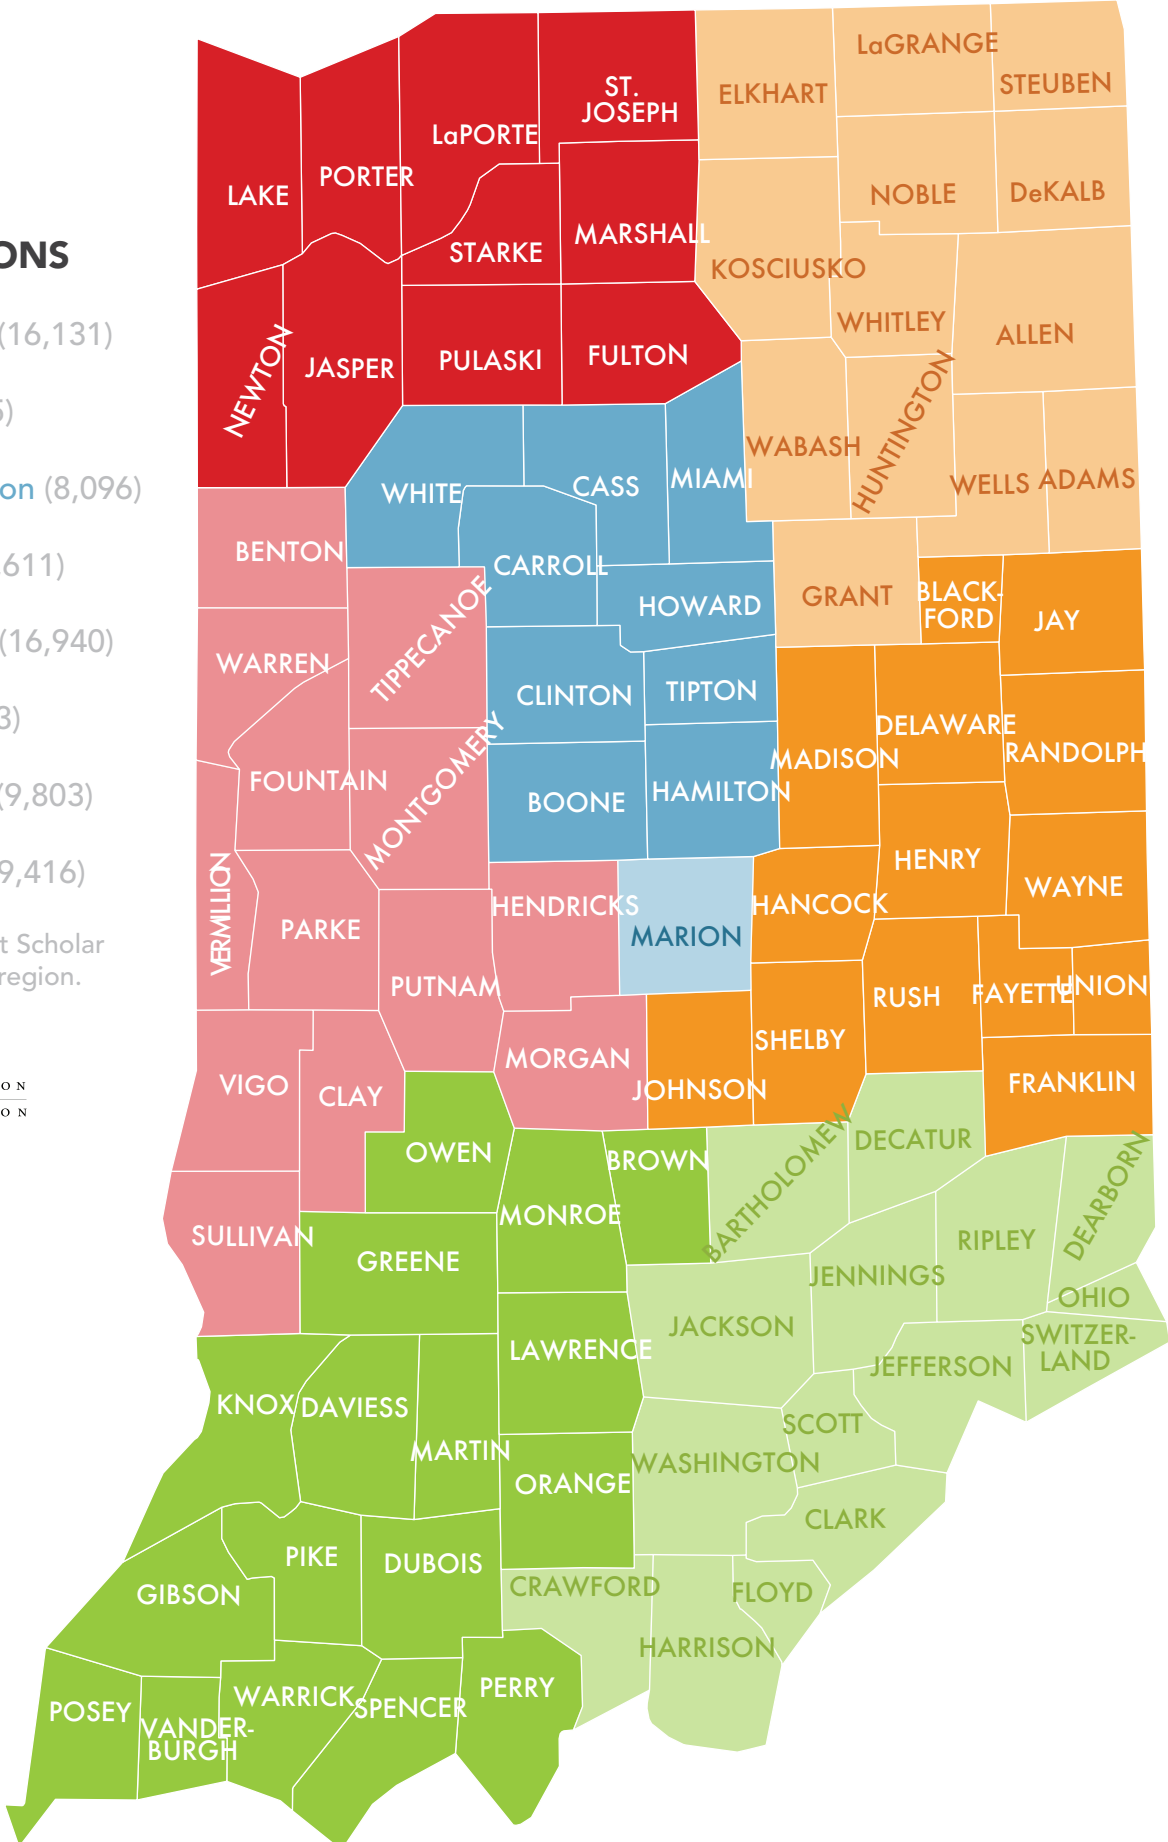 ONS
(16,131)
5)
on (8,096)
,611)
(16,940)
3)
(9,803)
9,416)
t Scholar
region.
O N
O N
LAKE
PORTER
LaPORTE
ST.
JOSEPH
ELKHART
LaGRANGE
STEUBEN
NOBLE
DeKALB
STARKE
MARSHALL
KOSCIUSKO
WHITLEY
ALLEN
NEWTON
JASPER
PULASKI
FULTON
WABASH
HUNTINGTON
WELLS
ADAMS
WHITE
CASS
MIAMI
BENTON
CARROLL
HOWARD
GRANT
BLACK-
FORD
JAY
WARREN
TIPPECANOE
CLINTON
TIPTON
DELAWARE
RANDOLPH
MADISON
FOUNTAIN
MONTGOMERY
BOONE
HAMILTON
HENRY
WAYNE
VERMILLION
PARKE
HENDRICKS
MARION
HANCOCK
PUTNAM
RUSH
FAYETTE
UNION
VIGO
CLAY
MORGAN
JOHNSON
SHELBY
FRANKLIN
OWEN
MONROE
BROWN
BARTHOLOMEW
DECATUR
DEARBORN
SULLIVAN
GREENE
RIPLEY
JENNINGS
OHIO
JACKSON
LAWRENCE
JEFFERSON
SWITZER-
LAND
KNOX
DAVIESS
MARTIN
SCOTT
WASHINGTON
ORANGE
CLARK
PIKE
DUBOIS
GIBSON
CRAWFORD
FLOYD
HARRISON
POSEY
VANDER-
BURGH
WARRICK
SPENCER
PERRY